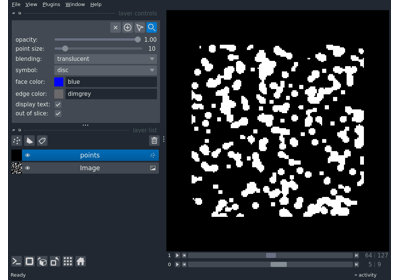 File View Plugins Window Help
layer controls
opacity: 1.00
point size: 10
blending: translucent
symbol: disc
face color: blue
edge color: dimgrey
display text:
out of slice:
layer list
points
Image
1 64 127
0 5 9
Ready activity